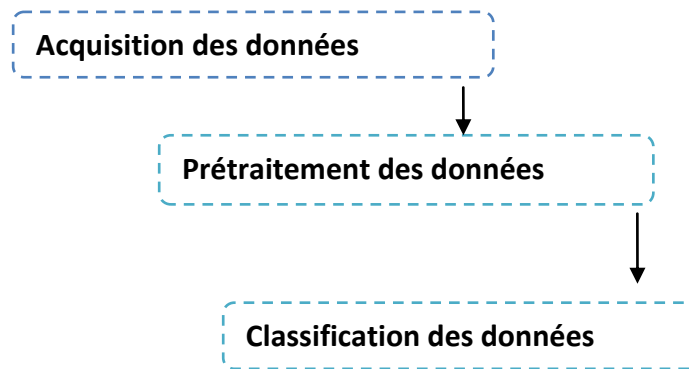 Acquisition des données
Prétraitement des données
Classification des données